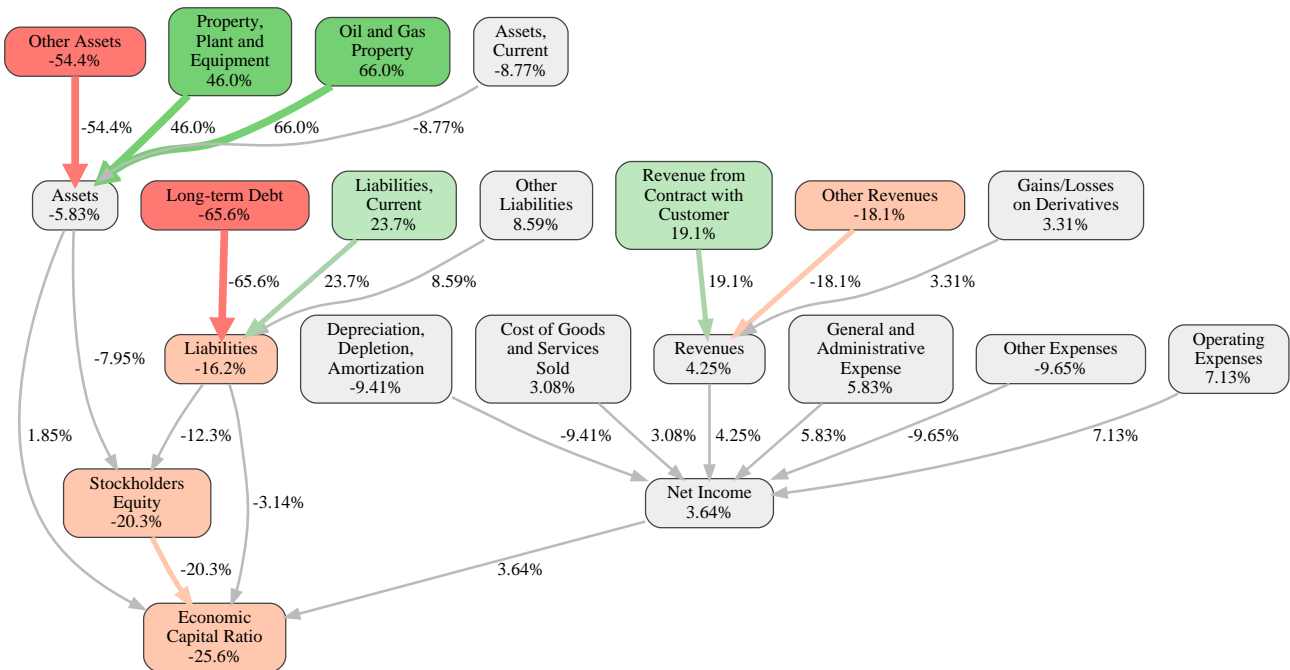 Other Assets
-54.4%
Property,
Plant and
Equipment
46.0%
Oil and Gas
Property
66.0%
Assets,
Current
-8.77%
-54.4%
46.0%
66.0%
-8.77%
Assets
-5.83%
Long-term Debt
-65.6%
Liabilities,
Current
23.7%
Other
Liabilities
8.59%
Revenue from
Contract with
Customer
19.1%
Other Revenues
-18.1%
Gains/Losses
on Derivatives
3.31%
-65.6%
23.7%
8.59%
19.1%
-18.1%
3.31%
Liabilities
-16.2%
Depreciation,
Depletion,
Amortization
-9.41%
Cost of Goods
and Services
Sold
3.08%
Revenues
4.25%
General and
Administrative
Expense
5.83%
Other Expenses
-9.65%
Operating
Expenses
7.13%
-7.95%
1.85%
-12.3%
-9.41%
3.08%
4.25%
5.83%
-9.65%
7.13%
Stockholders
Equity
-20.3%
-3.14%
Net Income
3.64%
-20.3%
3.64%
Economic
Capital Ratio
-25.6%